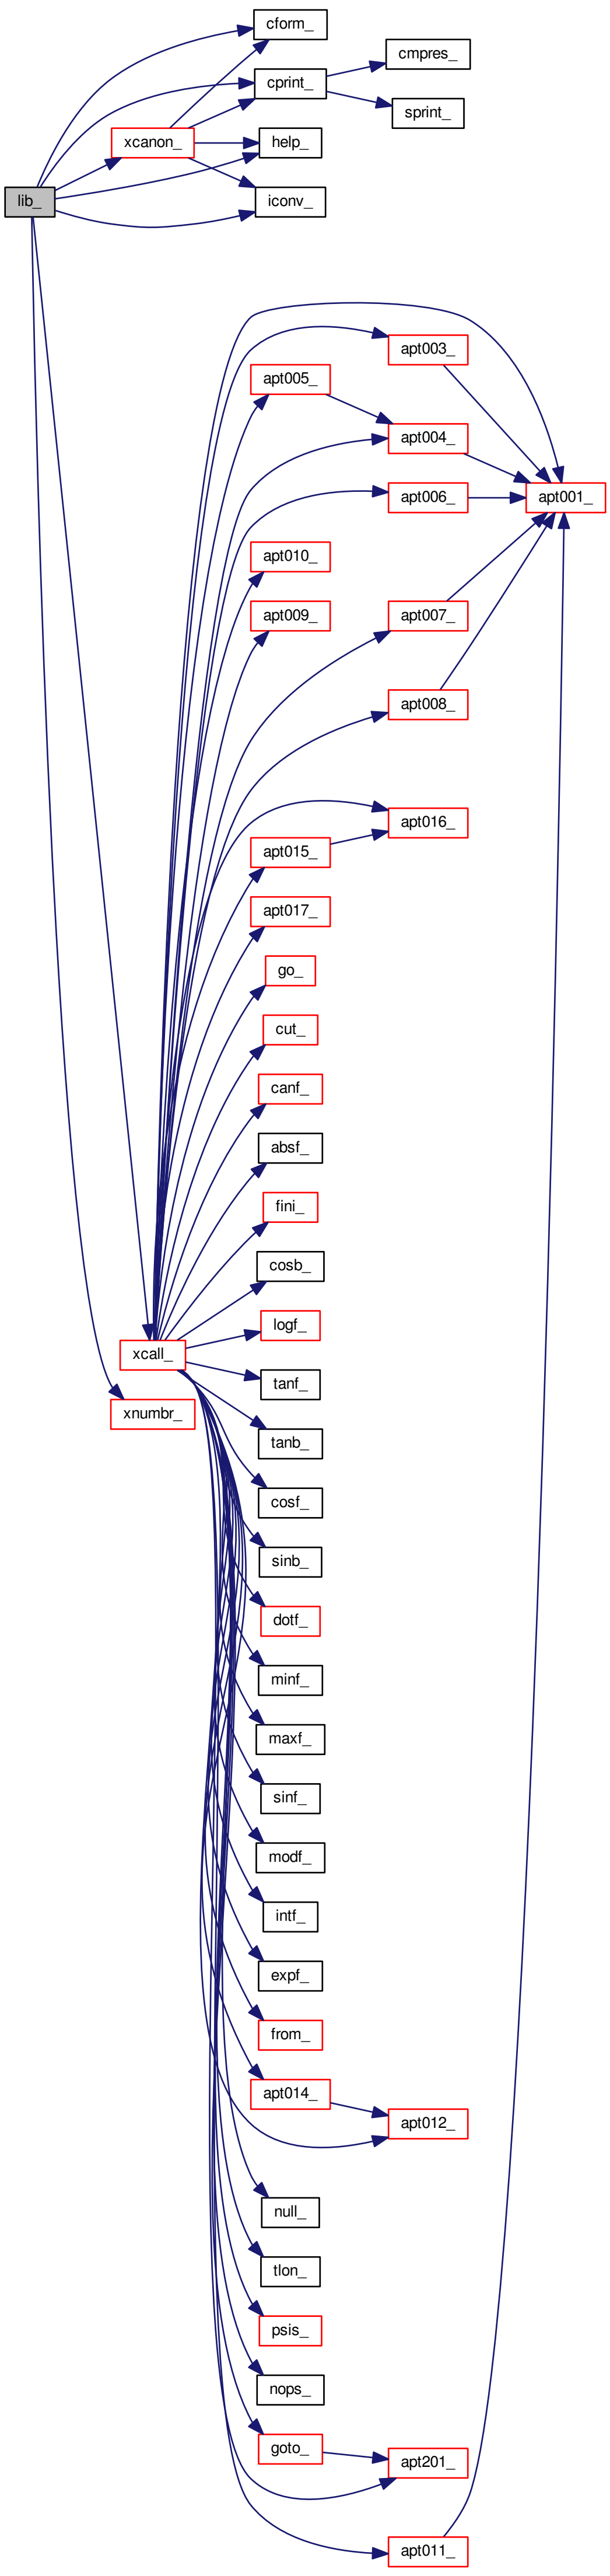 cform_
cmpres_
cprint_
sprint_
xcanon_
help_
lib_
iconv_
apt003_
apt005_
apt004_
apt006_
apt001_
apt010_
apt009_
apt007_
apt008_
apt016_
apt015_
apt017_
go_
cut_
canf_
absf_
fini_
cosb_
logf_
xcall_
tanf_
xnumbr_
tanb_
cosf_
sinb_
dotf_
minf_
maxf_
sinf_
modf_
intf_
expf_
from_
apt014_
apt012_
null_
tlon_
psis_
nops_
goto_
apt201_
apt011_